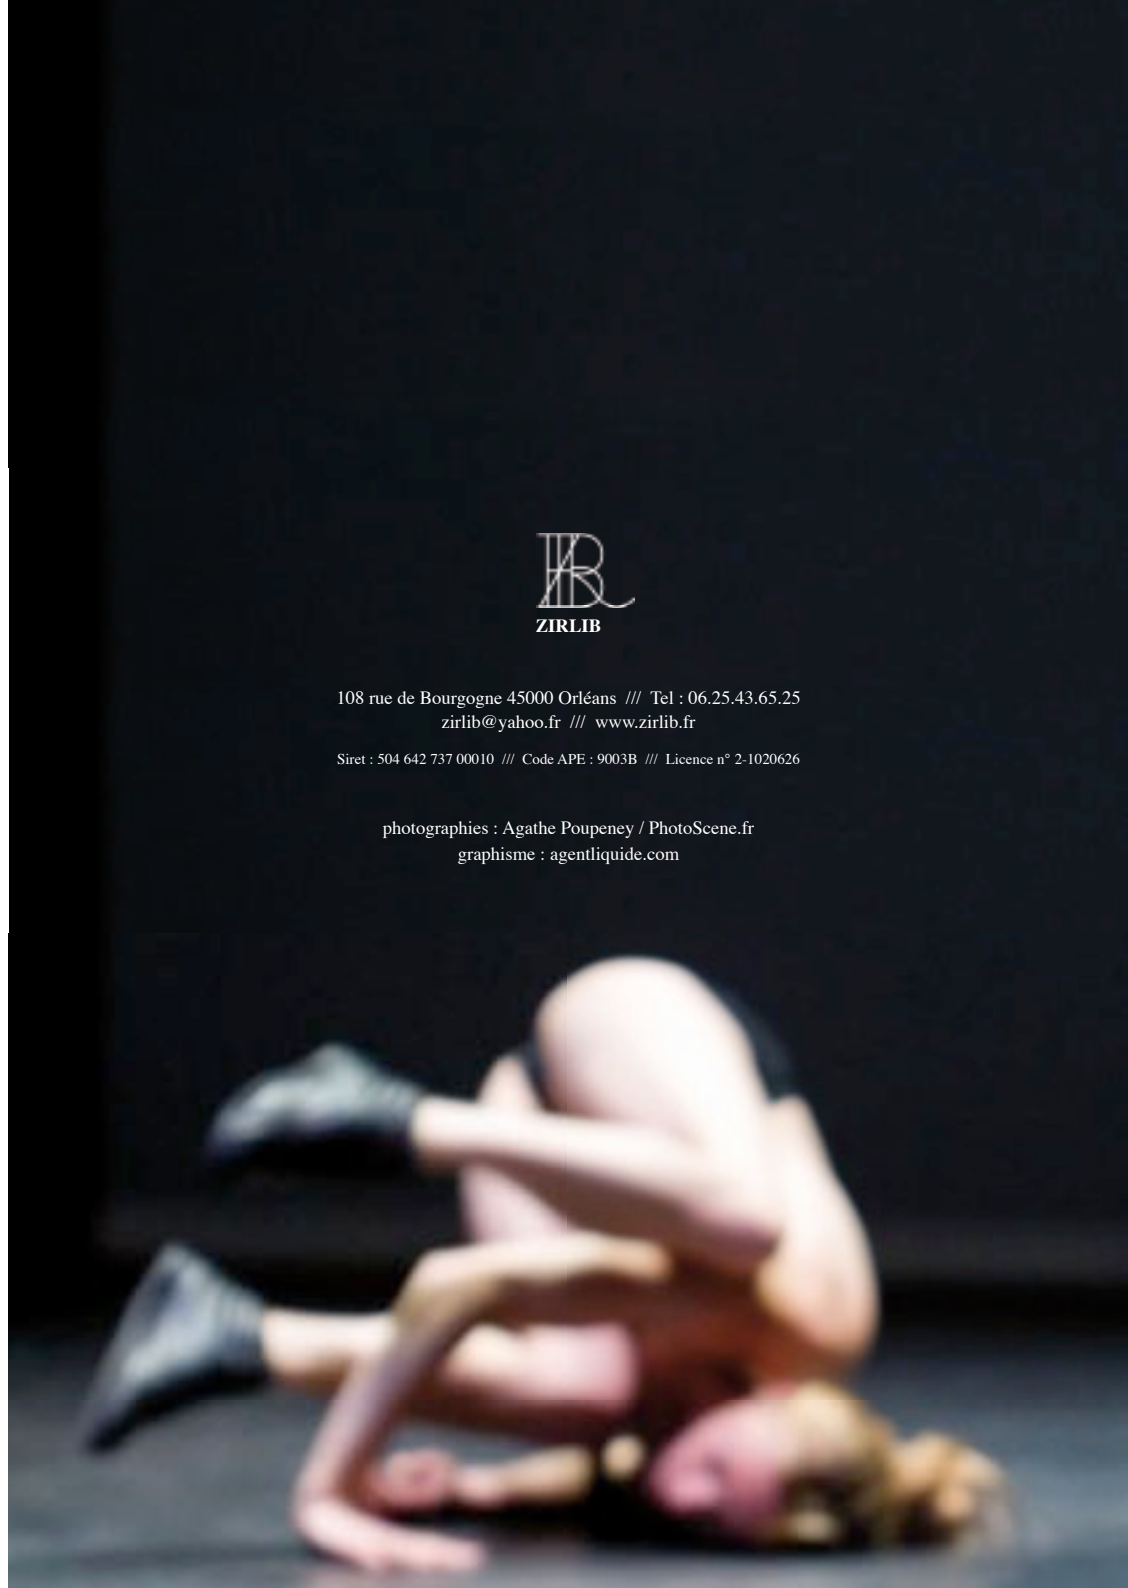 ZIRLIB
108 rue de Bourgogne 45000 Orléans /// Tel : 06.25.43.65.25
zirlib@yahoo.fr /// www.zirlib.fr
Siret : 504 642 737 00010 /// Code APE : 9003B /// Licence n° 2-1020626
photographies : Agathe Poupeney / PhotoScene.fr
graphisme : agentliquide.com